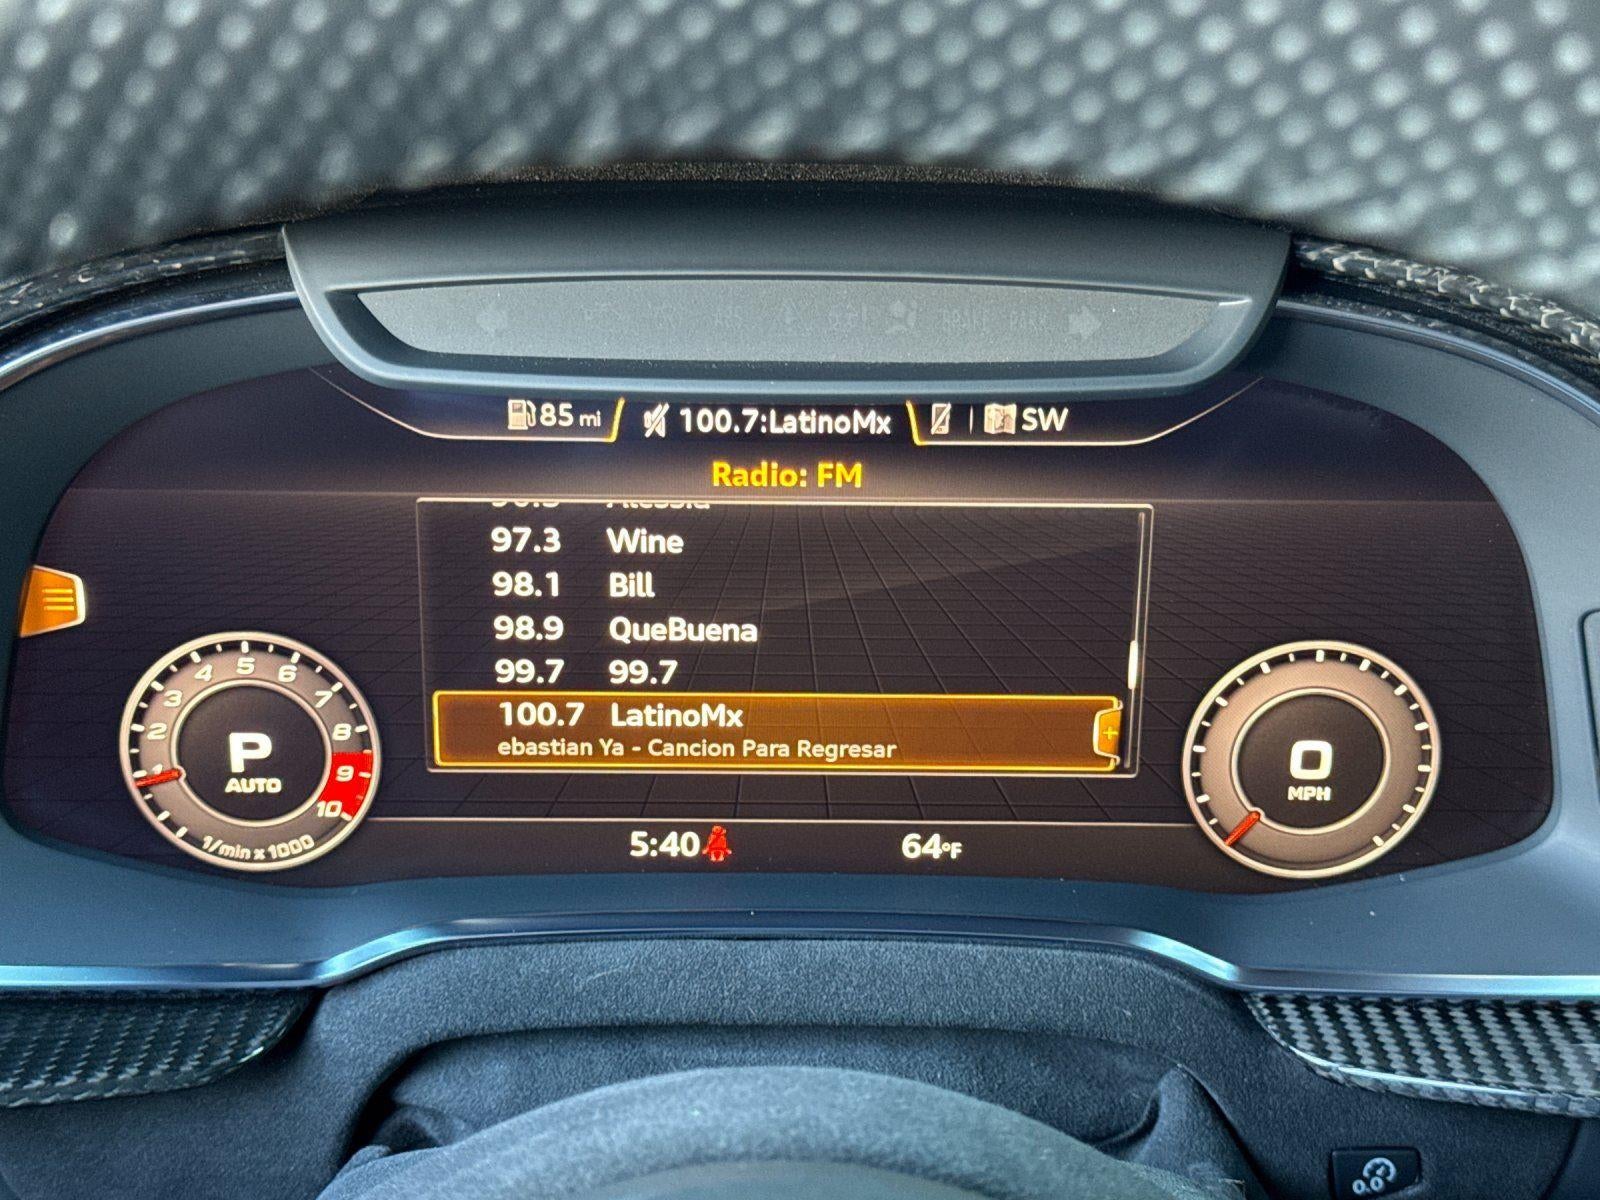 85 mi
100.7:LatinoMx
SW
Radio: FM
97.3 Wine
98.1 Bill
98.9 QueBuena
99.7 99.7
100.7 LatinoMx
ebastian Ya - Cancion Para Regresar
+
1 2 3 4 5 6 7 8 9 10
P
AUTO
1/min x 1000
0
MPH
5:40
64°F